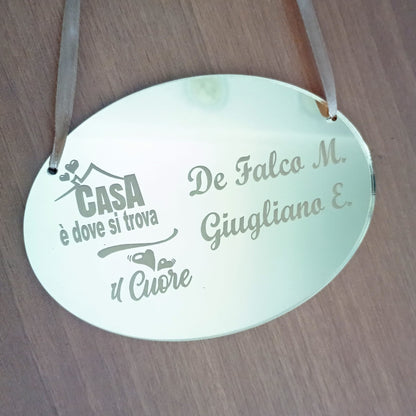 CASA
è dove si trova
il Cuore
De Falco M.
Giugliano E.